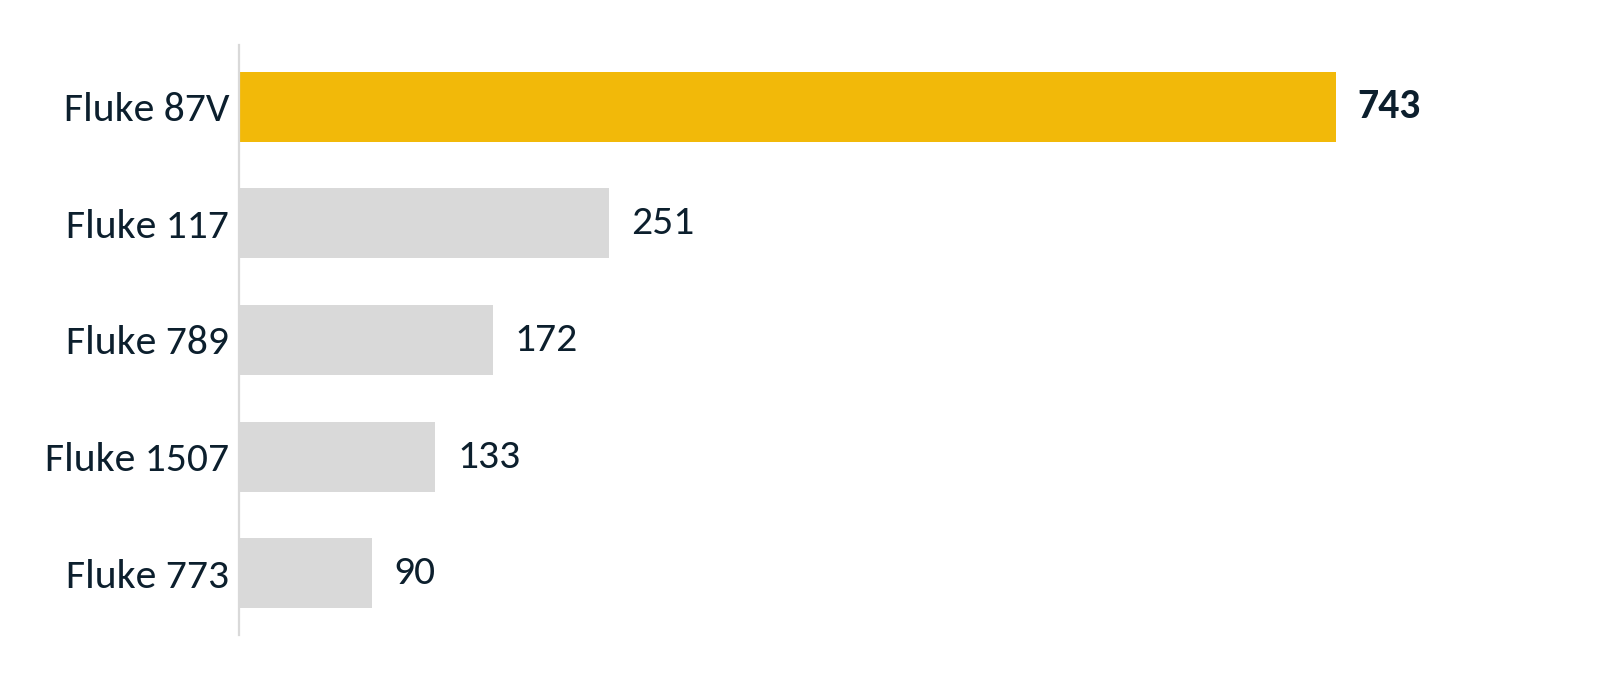 Fluke 87V 743
Fluke 117 251
Fluke 789 172
Fluke 1507 133
Fluke 773 90